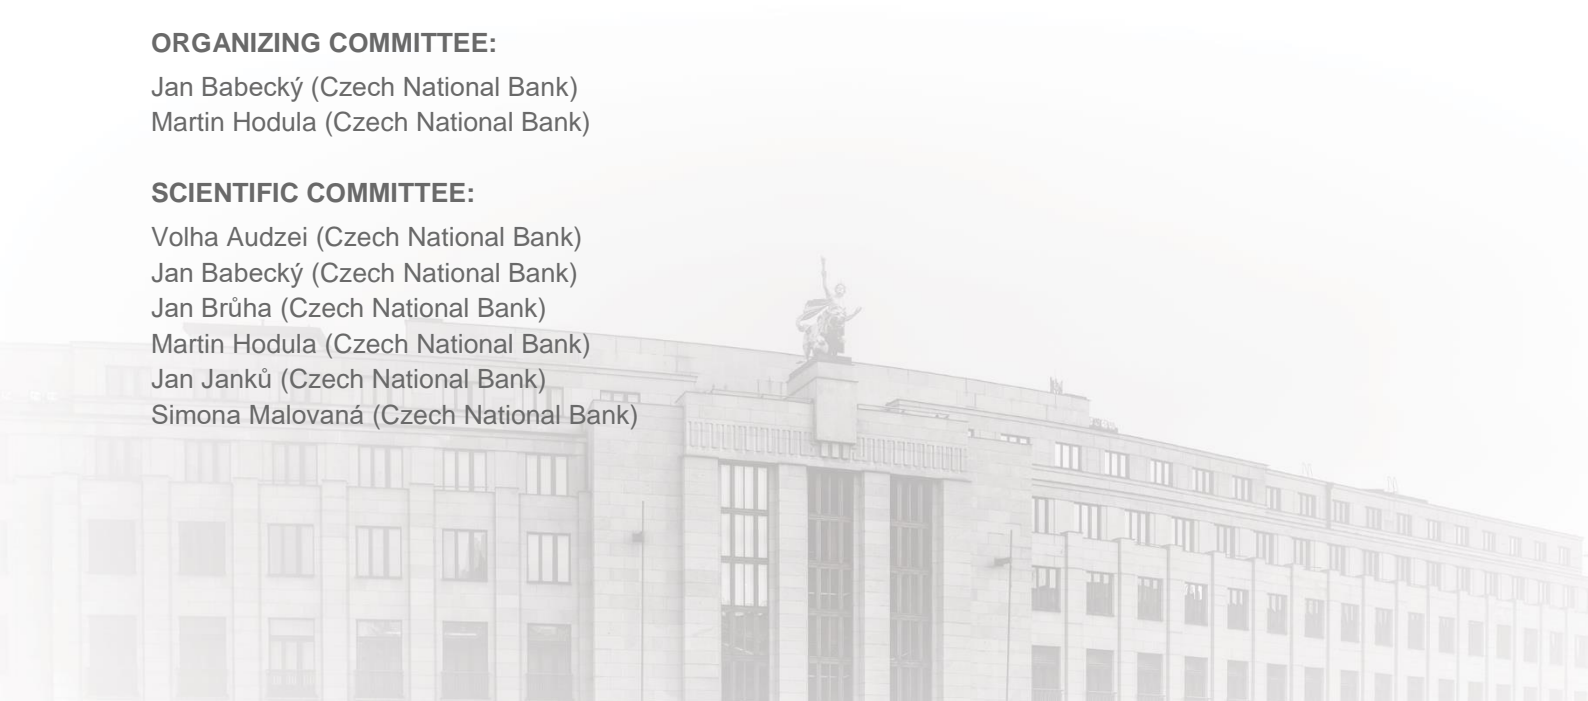 ORGANIZING COMMITTEE:
Jan Babecký (Czech National Bank)
Martin Hodula (Czech National Bank)
SCIENTIFIC COMMITTEE:
Volha Audzei (Czech National Bank)
Jan Babecký (Czech National Bank)
Jan Brůha (Czech National Bank)
Martin Hodula (Czech National Bank)
Jan Janků (Czech National Bank)
Simona Malovaná (Czech National Bank)